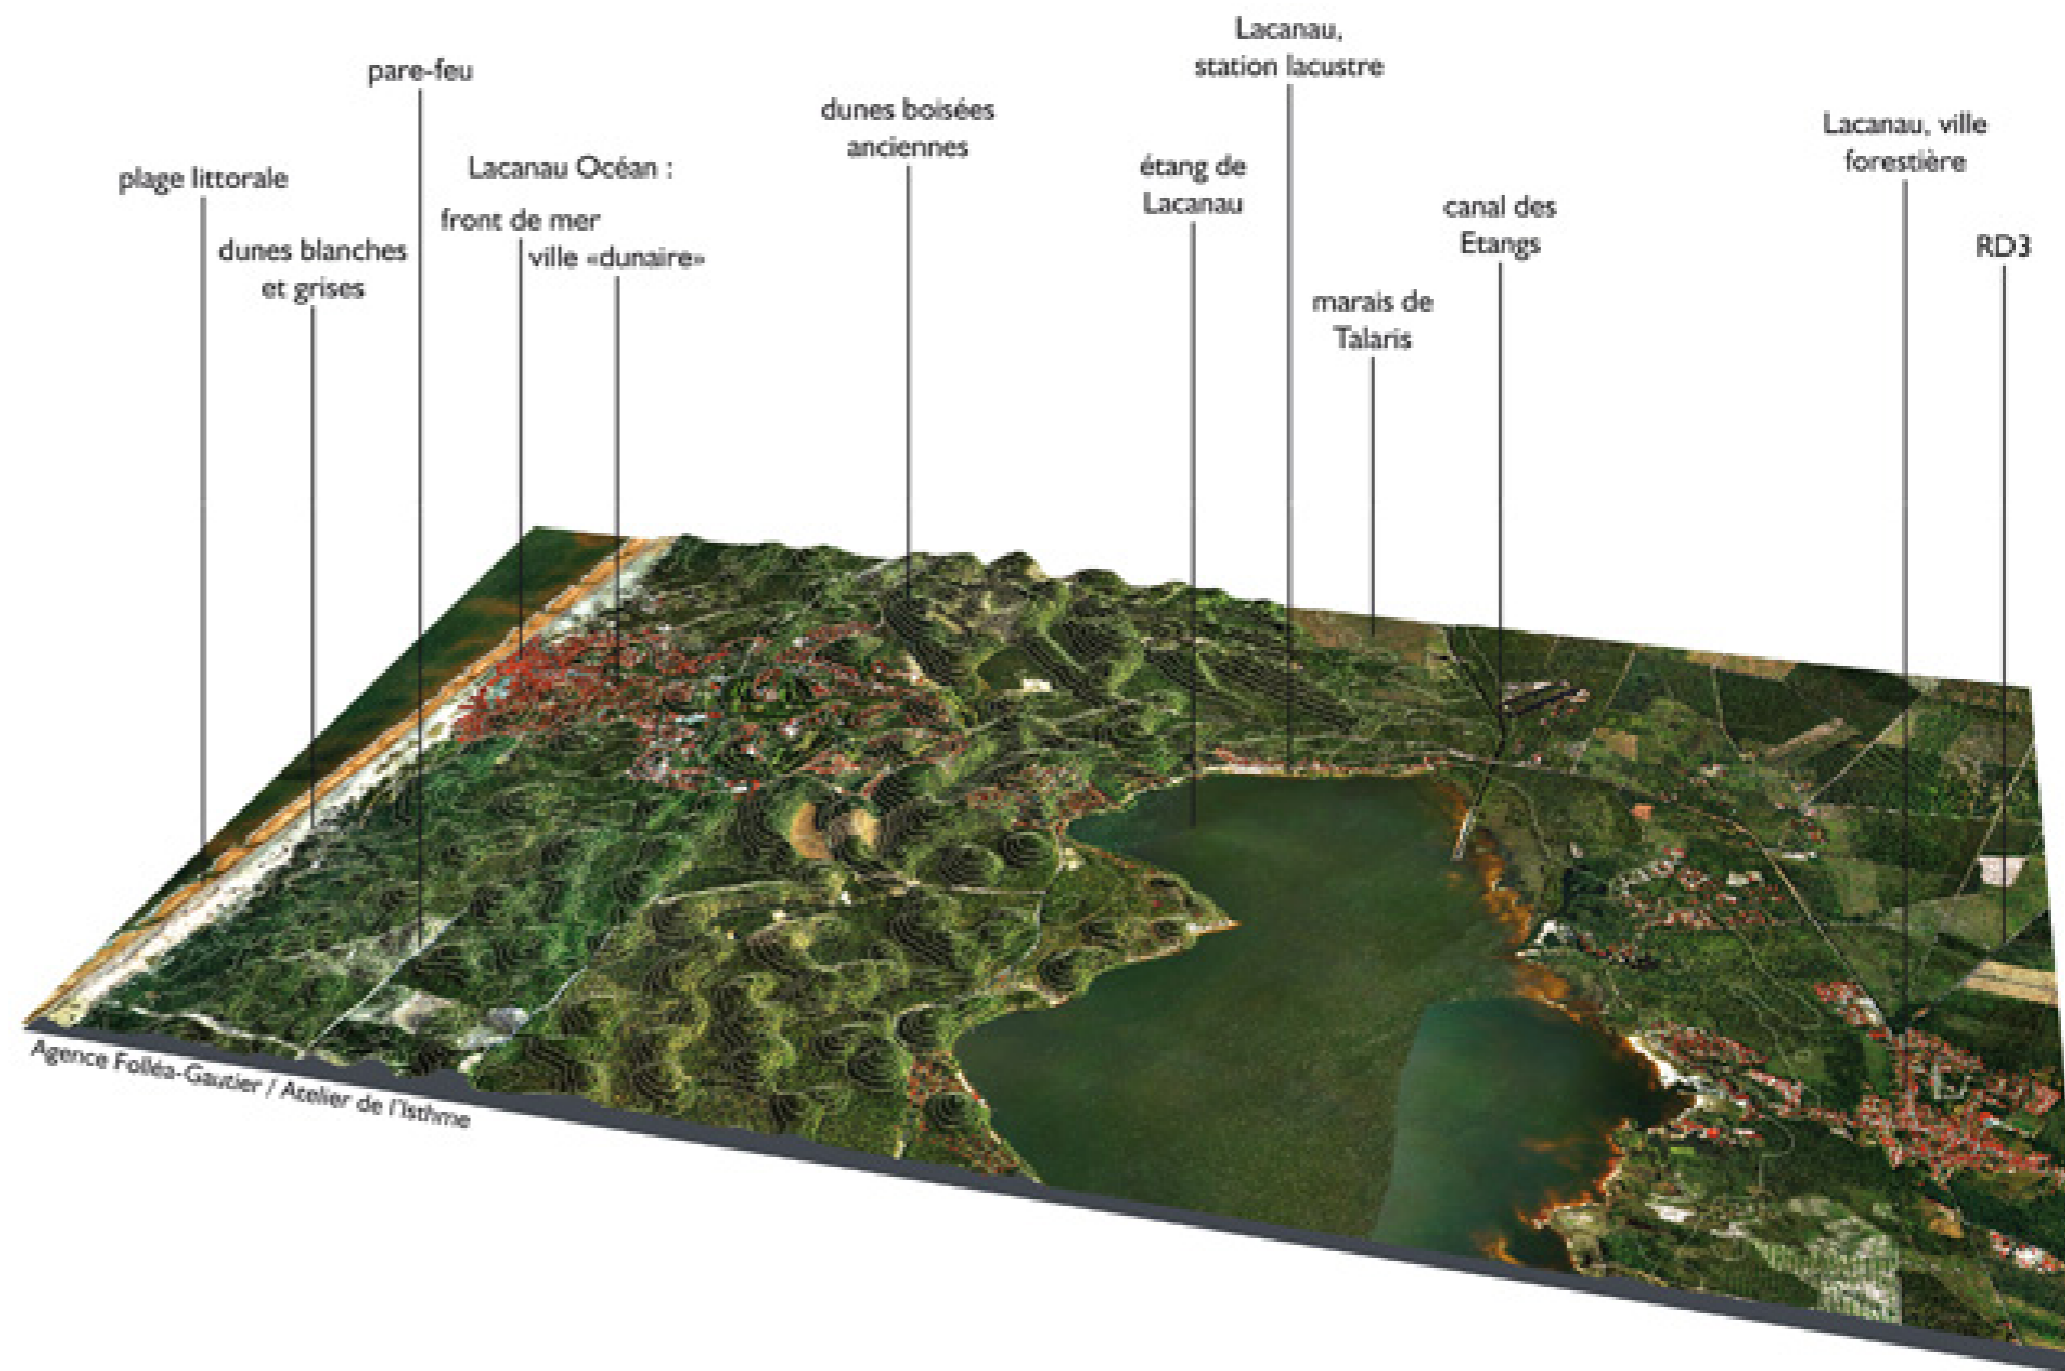 Lacanau,
station lacustre
pare-feu
dunes boisées
anciennes
Lacanau, ville
forestière
Lacanau Océan :
étang de
Lacanau
plage littorale
front de mer
canal des
Etangs
dunes blanches
et grises
ville «dunaire»
RD3
marais de
Talaris
Agence Folléa-Gautier / Atelier de l'Isthme